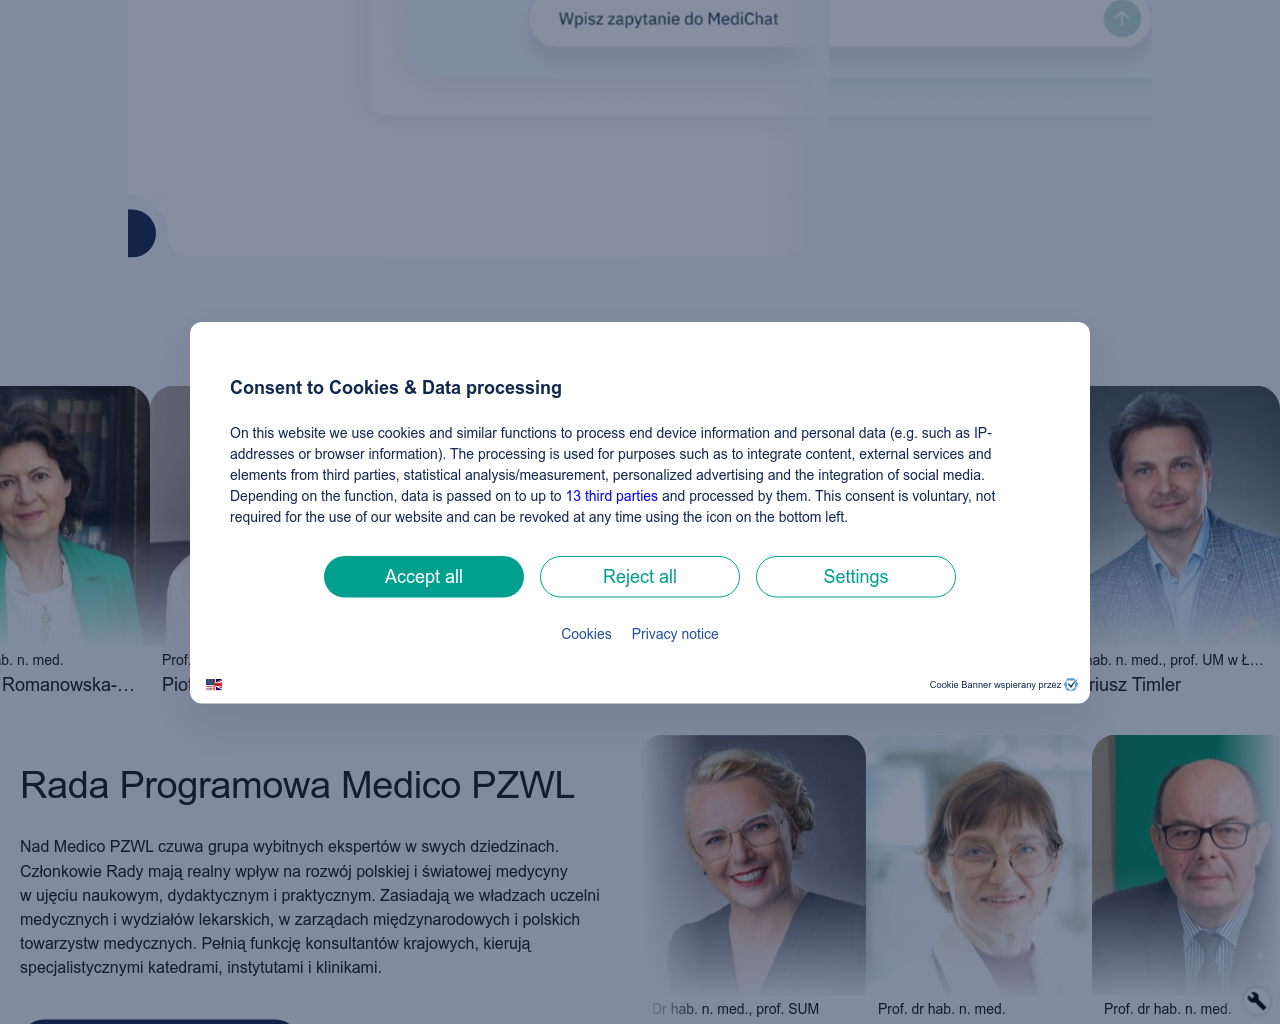 Wpisz zapytanie do MediChat
Consent to Cookies & Data processing
On this website we use cookies and similar functions to process end device information and personal data (e.g. such as IP-
addresses or browser information). The processing is used for purposes such as to integrate content, external services and
elements from third parties, statistical analysis/measurement, personalized advertising and the integration of social media.
Depending on the function, data is passed on to up to 13 third parties and processed by them. This consent is voluntary, not
required for the use of our website and can be revoked at any time using the icon on the bottom left.
Accept all
Reject all
Settings
Cookies
Privacy notice
Cookie Banner wspierany przez
n. med.
Romanowska-...
Prof.
n. med., prof. UM w Ł...
Timler
Rada Programowa Medico PZWL
Nad Medico PZWL czuwa grupa wybitnych ekspertów w swych dziedzinach.
Członkowie Rady mają realny wpływ na rozwój polskiej i światowej medycyny
w ujęciu naukowym, dydaktycznym i praktycznym. Zasiadają we władzach uczelni
medycznych i wydziałów lekarskich, w zarządach międzynarodowych i polskich
towarzystw medycznych. Pełnią funkcję konsultantów krajowych, kierują
specjalistycznymi katedrami, instytutami i klinikami.
Dr hab. n. med., prof. SUM
Prof. dr hab. n. med.
Prof. dr hab. n. med.